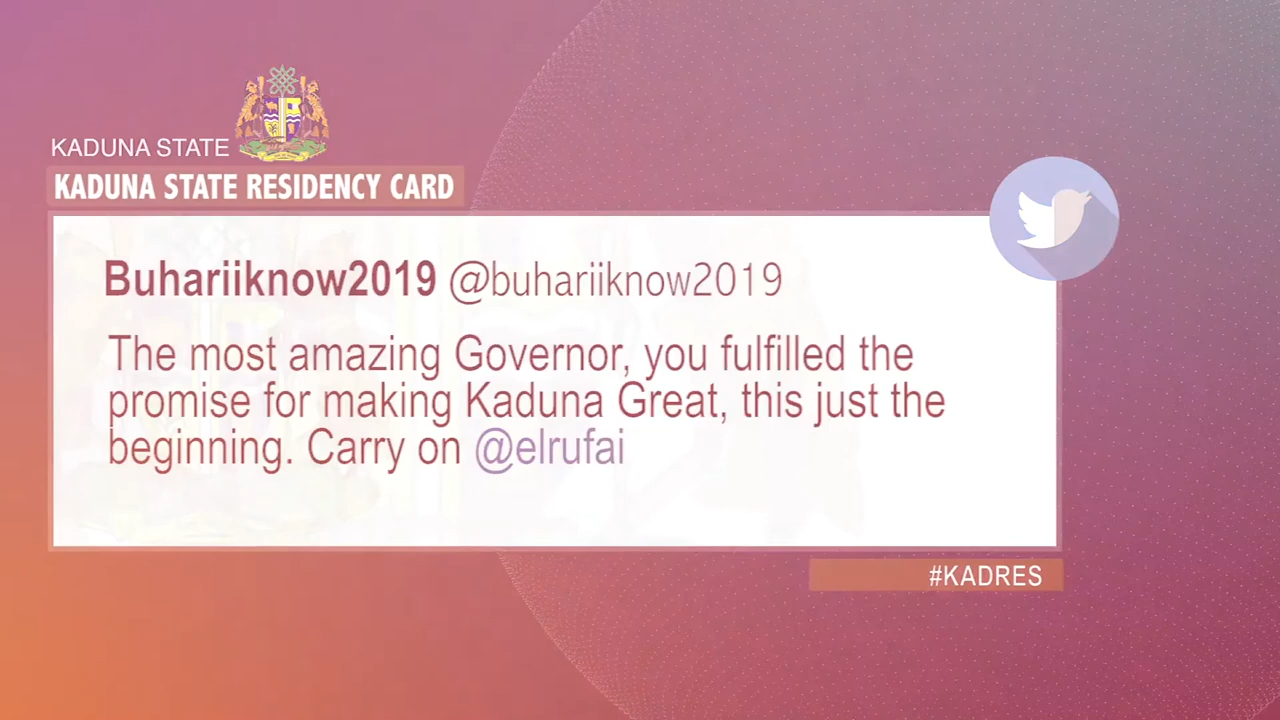 KADUNA STATE
KADUNA STATE RESIDENCY CARD
Buhariiknow2019 @buhariiknow2019
The most amazing Governor, you fulfilled the
promise for making Kaduna Great, this just the
beginning. Carry on @elrufai
#KADRES